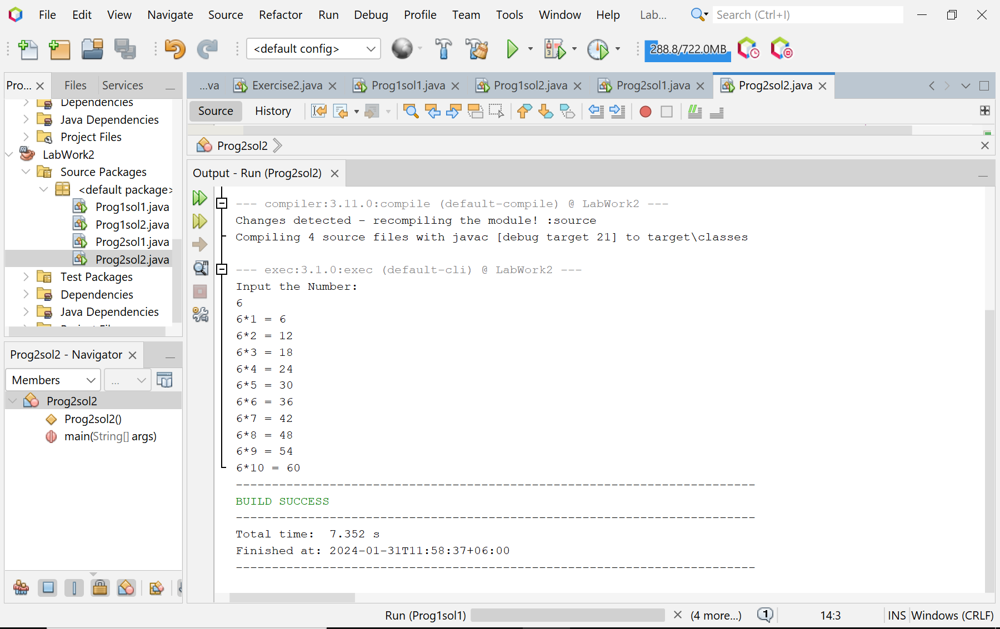 File Edit View Navigate Source Refactor Run Debug Profile Team Tools Window Help Lab... Search (Ctrl+I)
<default config> 288.8/722.0MB
Pro... Files Services
...va Exercise2.java Prog1sol1.java Prog1sol2.java Prog2sol1.java Prog2sol2.java
Source History
Dependencies
Java Dependencies
Project Files
LabWork2
Source Packages
<default package>
Prog1sol1.java
Prog1sol2.java
Prog2sol1.java
Prog2sol2.java
Test Packages
Dependencies
Java Dependencies
Prog2sol2 - Navigator
Members ...
Prog2sol2
Prog2sol2()
main(String[] args)
Prog2sol2
Output - Run (Prog2sol2)
--- compiler:3.11.0:compile (default-compile) @ LabWork2 ---
Changes detected - recompiling the module! :source
Compiling 4 source files with javac [debug target 21] to target\classes
--- exec:3.1.0:exec (default-cli) @ LabWork2 ---
Input the Number:
6
6*1 = 6
6*2 = 12
6*3 = 18
6*4 = 24
6*5 = 30
6*6 = 36
6*7 = 42
6*8 = 48
6*9 = 54
6*10 = 60
------------------------------------------------------------------------
BUILD SUCCESS
------------------------------------------------------------------------
Total time:  7.352 s
Finished at: 2024-01-31T11:58:37+06:00
------------------------------------------------------------------------
Run (Prog1sol1) (4 more...) 1 14:3 INS Windows (CRLF)